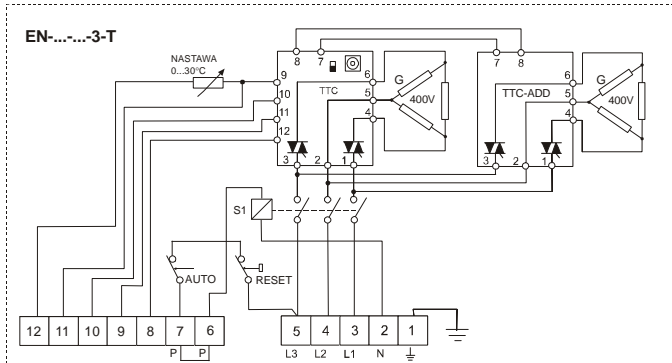 EN-...-...-3-T
8 7
7 8
NASTAWA
0...30°C
9
10
11
12
TTC
6
5
4
G
400V
3 2 1
TTC-ADD
6
5
4
G
400V
3 2 1
S1
AUTO
RESET
12 11 10 9 8 7 6
P P
5 4 3 2 1
L3 L2 L1 N